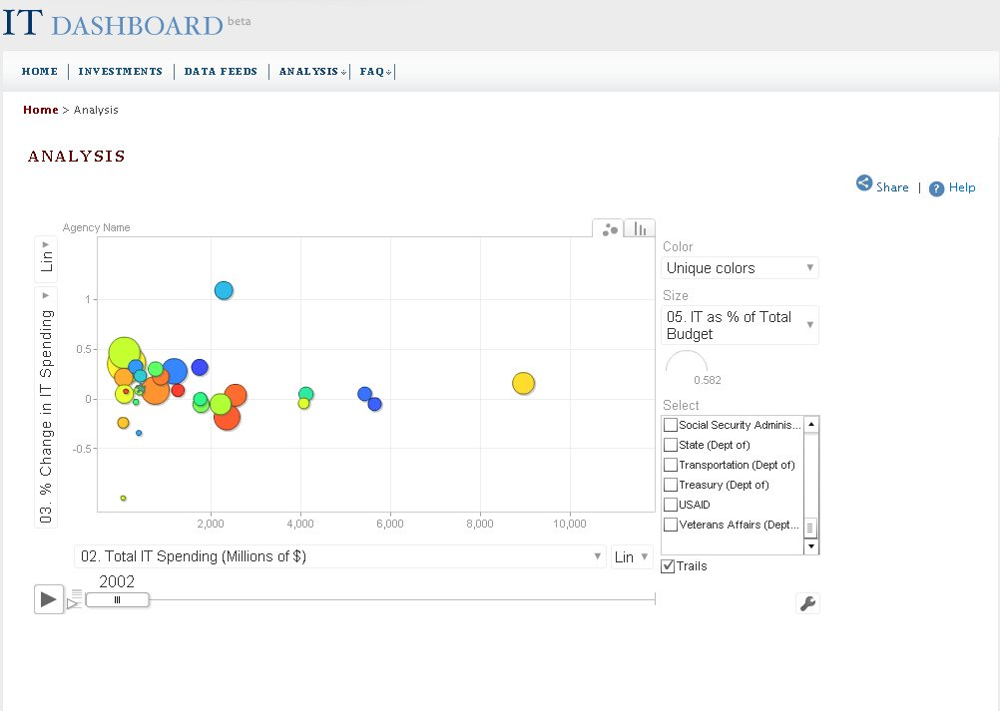 IT DASHBOARD beta
HOME INVESTMENTS DATA FEEDS ANALYSIS FAQ
Home > Analysis
ANALYSIS
Share | Help
Agency Name
Lin
03. % Change in IT Spending
1
0.5
0
-0.5
2,000 4,000 6,000 8,000 10,000
02. Total IT Spending (Millions of $) Lin
2002
Color
Unique colors
Size
05. IT as % of Total
Budget
0.582
Select
Social Security Adminis...
State (Dept of)
Transportation (Dept of)
Treasury (Dept of)
USAID
Veterans Affairs (Dept...
Trails